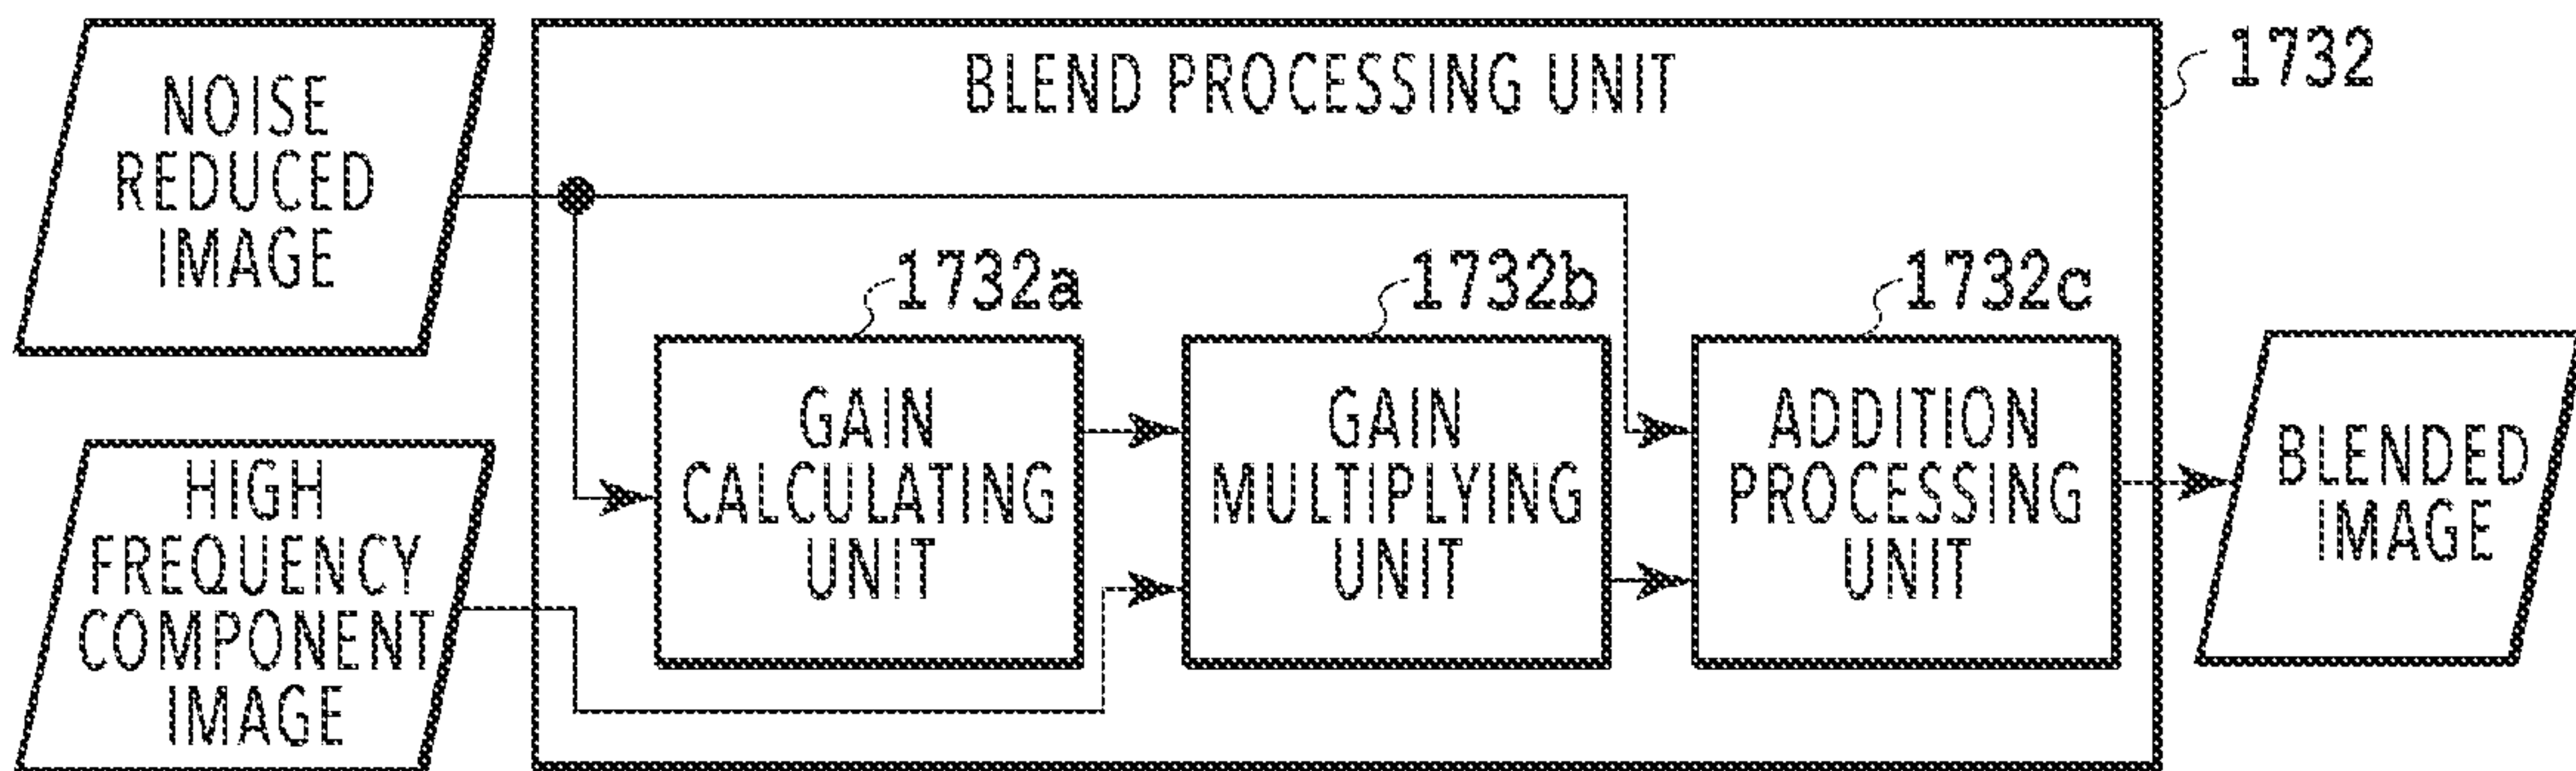 NOISE
REDUCED
IMAGE
BLEND PROCESSING UNIT
1732
1732a
1732b
1732c
GAIN
CALCULATING
UNIT
GAIN
MULTIPLYING
UNIT
ADDITION
PROCESSING
UNIT
HIGH
FREQUENCY
COMPONENT
IMAGE
BLENDED
IMAGE